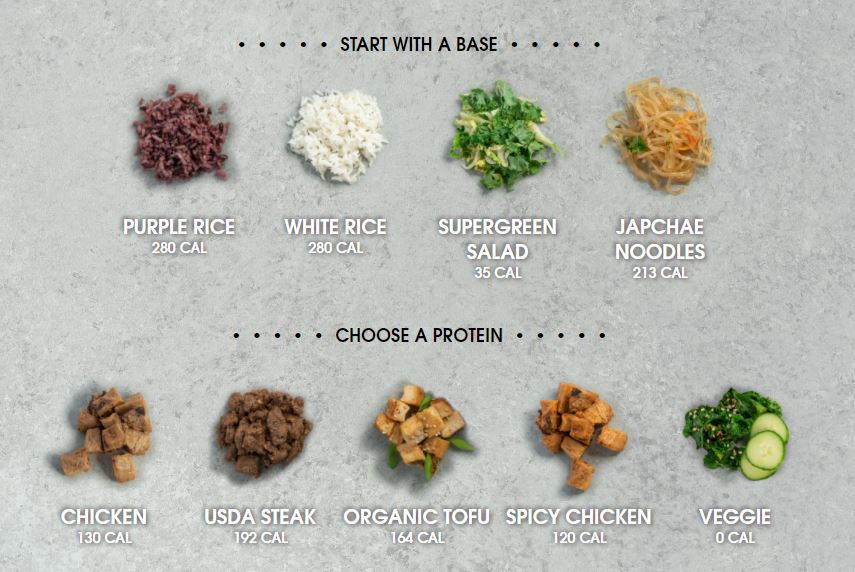 • • • • • START WITH A BASE • • • • •
PURPLE RICE WHITE RICE SUPERGREEN SALAD JAPCHAE NOODLES
280 CAL 280 CAL 35 CAL 213 CAL
• • • • • CHOOSE A PROTEIN • • • • •
CHICKEN USDA STEAK ORGANIC TOFU SPICY CHICKEN VEGGIE
130 CAL 192 CAL 164 CAL 120 CAL 0 CAL